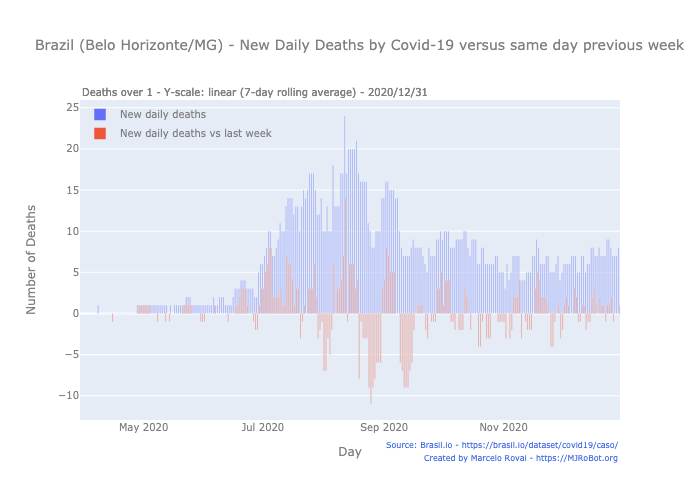 Brazil (Belo Horizonte/MG) - New Daily Deaths by Covid-19 versus same day previous week
Deaths over 1 - Y-scale: linear (7-day rolling average) - 2020/12/31
New daily deaths
New daily deaths vs last week
Number of Deaths
25
20
15
10
5
0
−5
−10
May 2020
Jul 2020
Sep 2020
Nov 2020
Day
Source: Brasil.io - https://brasil.io/dataset/covid19/caso/
Created by Marcelo Rovai - https://MJRoBot.org